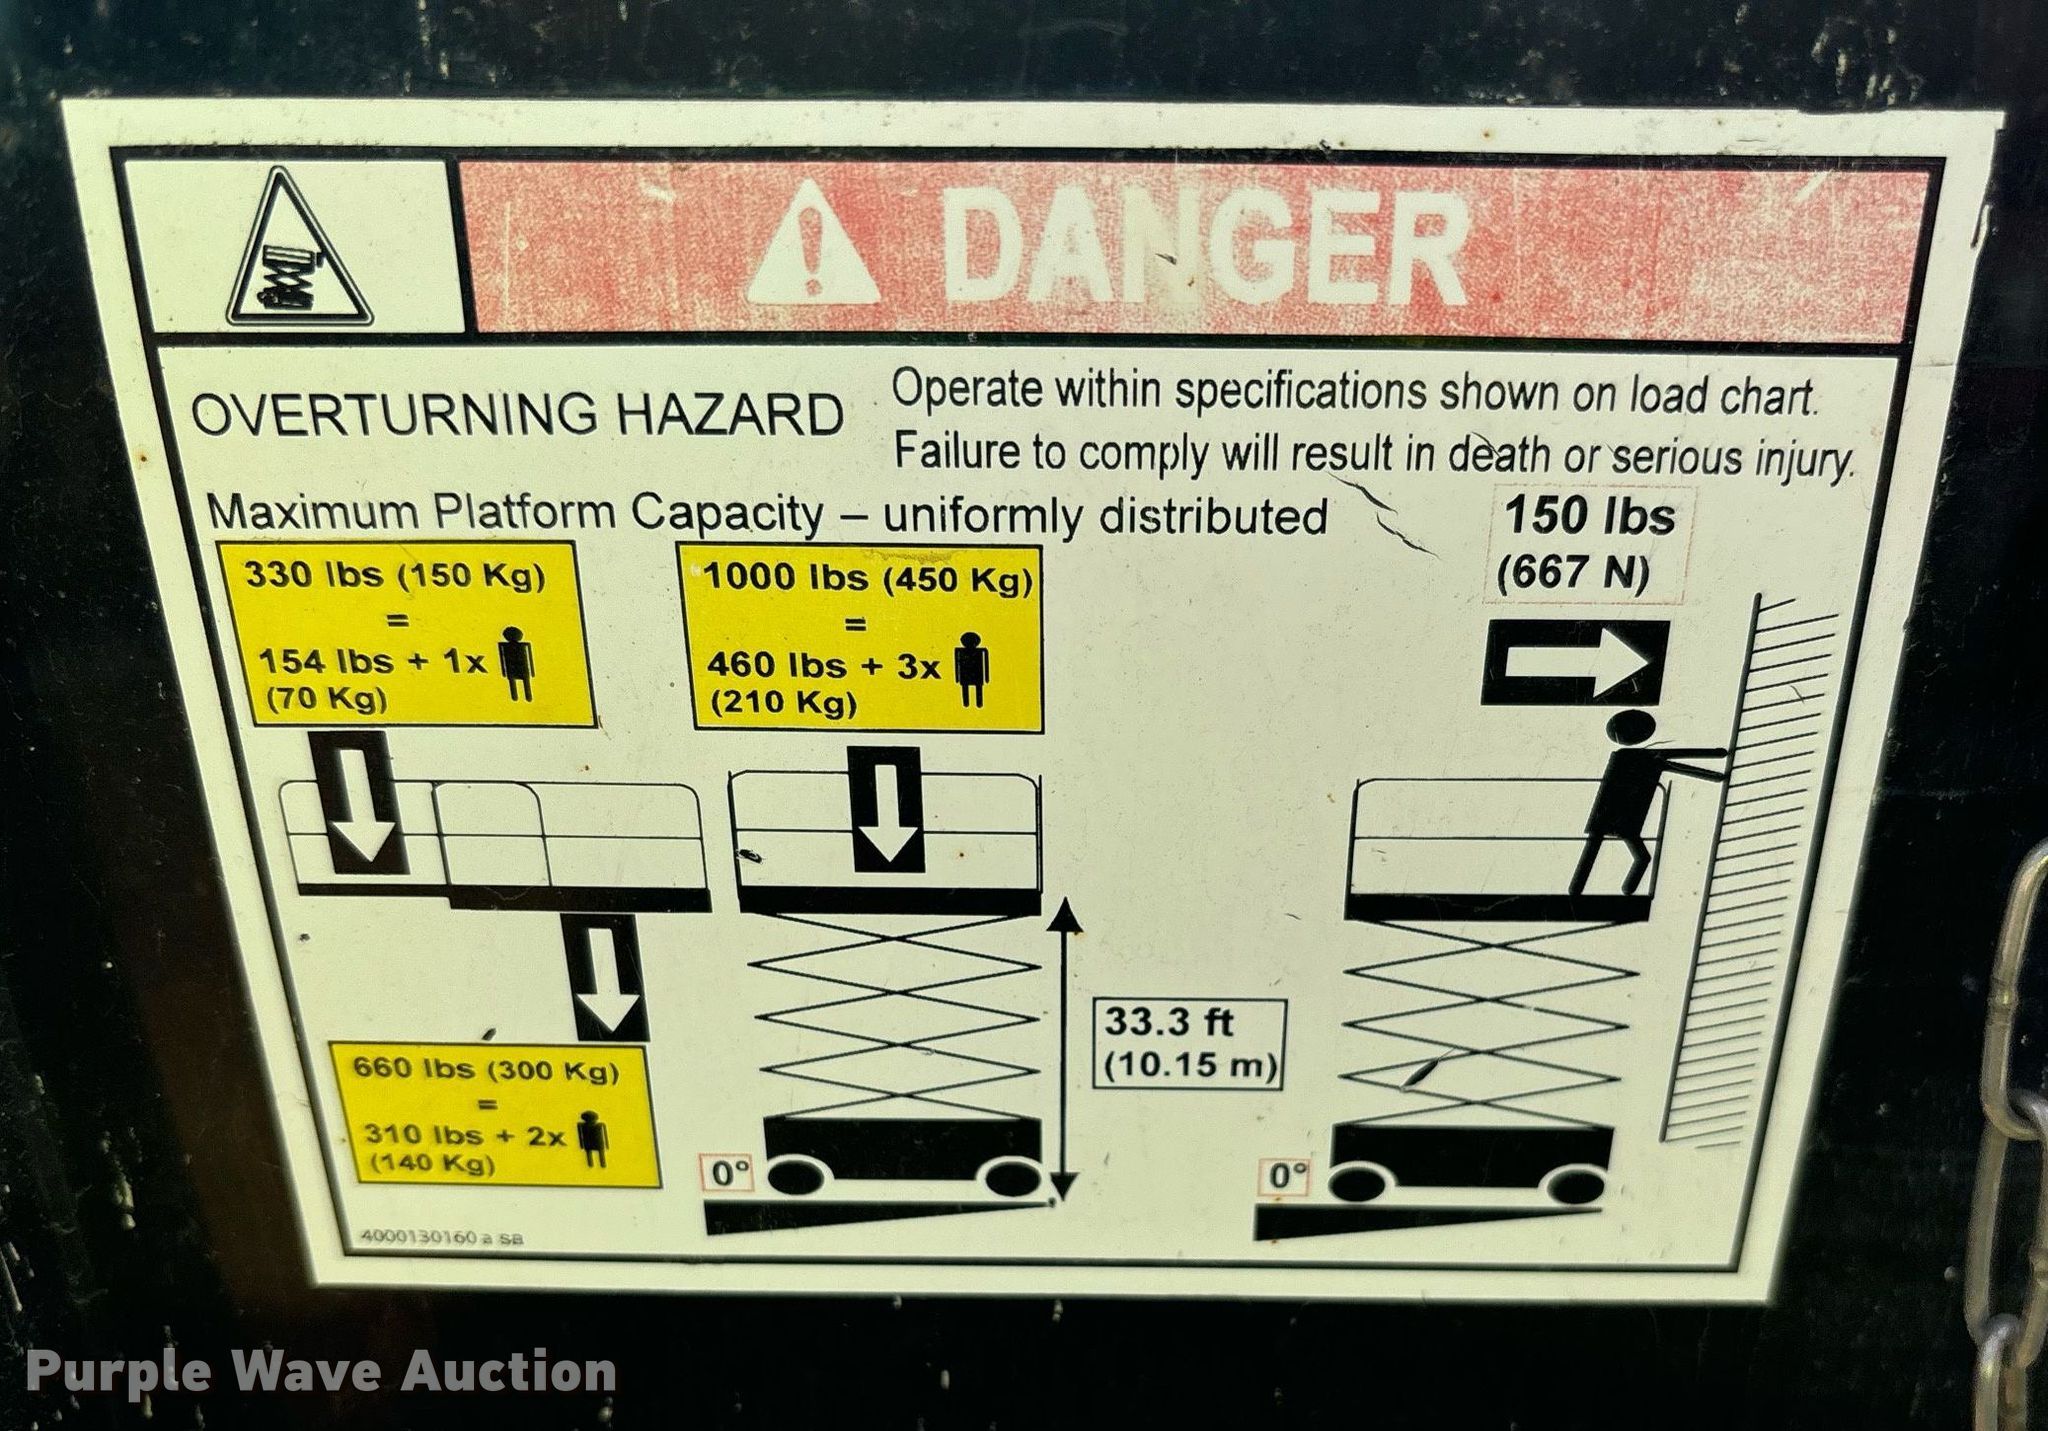 DANGER
OVERTURNING HAZARD
Operate within specifications shown on load chart.
Failure to comply will result in death or serious injury.
Maximum Platform Capacity – uniformly distributed
330 lbs (150 Kg)
=
154 lbs + 1x
(70 Kg)
1000 lbs (450 Kg)
=
460 lbs + 3x
(210 Kg)
150 lbs
(667 N)
33.3 ft
(10.15 m)
660 lbs (300 Kg)
=
310 lbs + 2x
(140 Kg)
0°
0°
4000130160 a SB
Purple Wave Auction